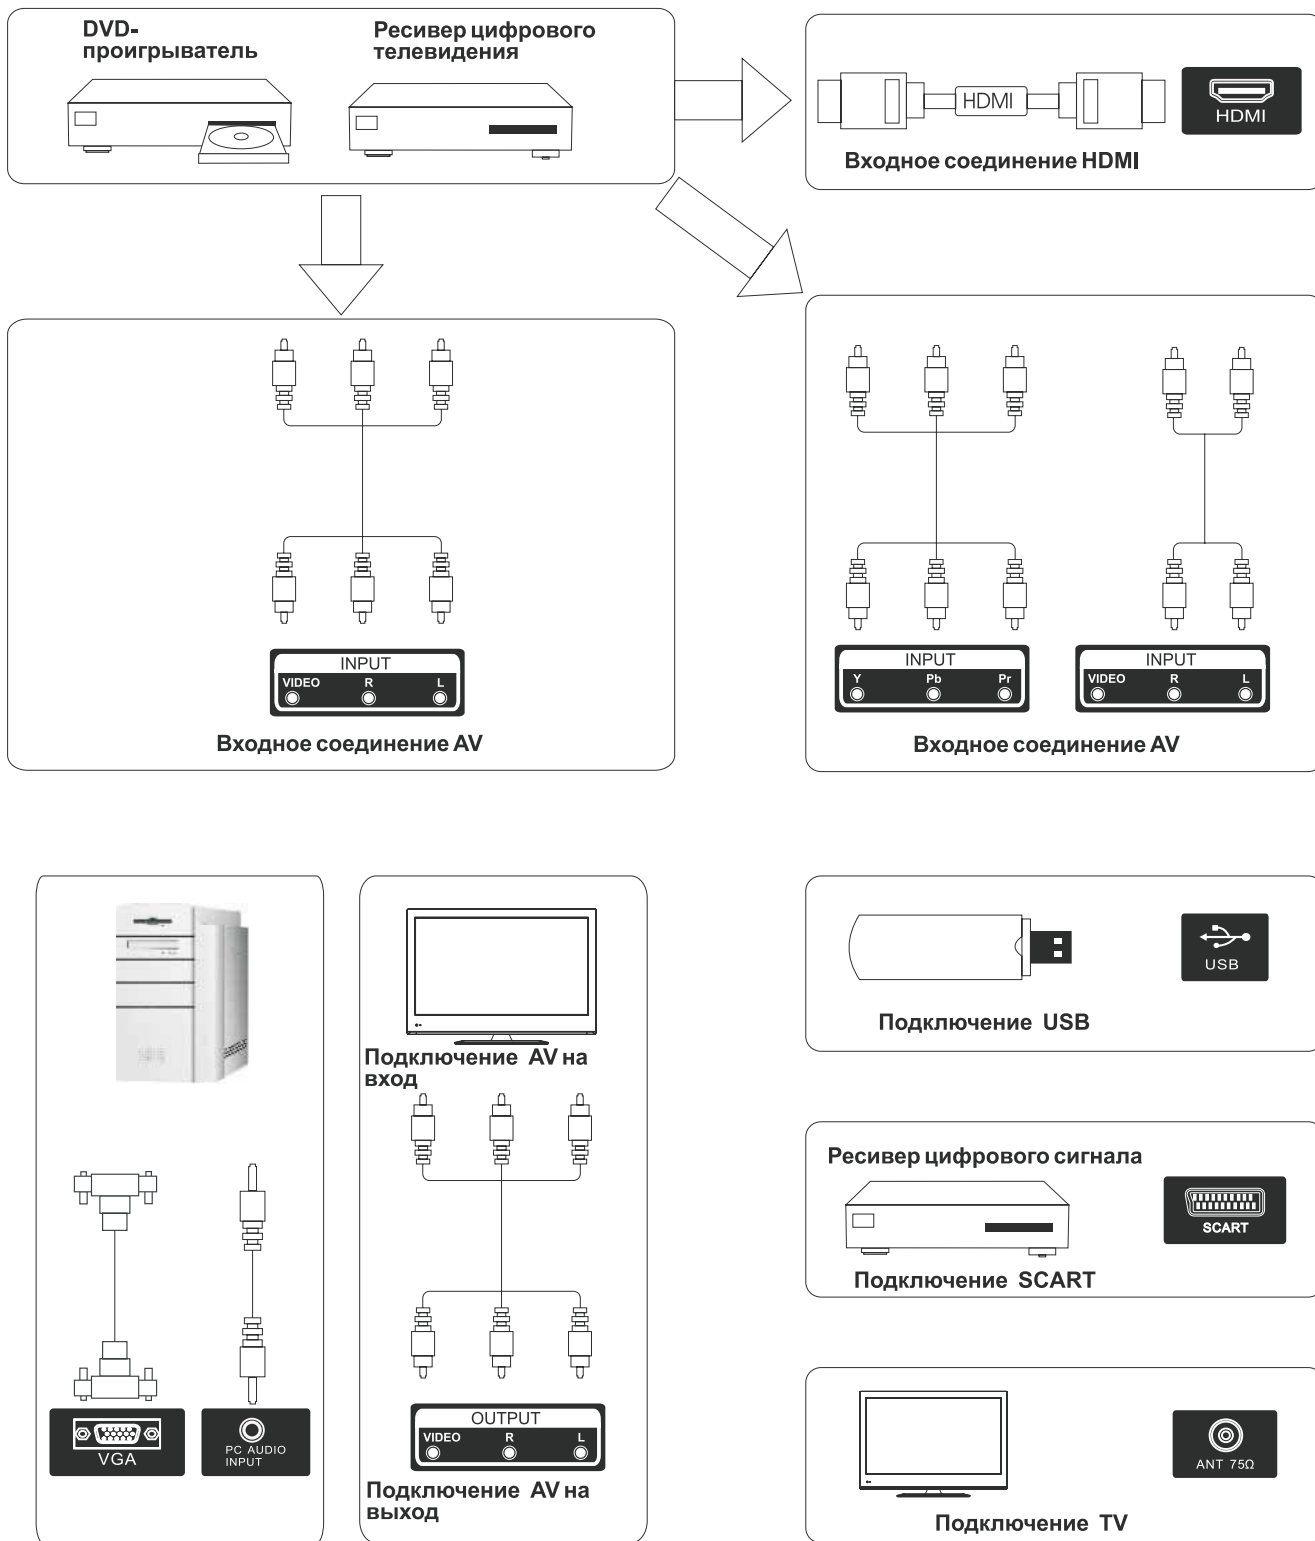 DVD-
проигрыватель
Ресивер цифрового
телевидения
HDMI
HDMI
Входное соединение HDMI
INPUT
VIDEO R L
Входное соединение AV
INPUT
Y Pb Pr
INPUT
VIDEO R L
Входное соединение AV
VGA
PC AUDIO
INPUT
Подключение AV на
вход
OUTPUT
VIDEO R L
Подключение AV на
выход
USB
Подключение USB
Ресивер цифрового сигнала
SCART
Подключение SCART
ANT 75Ω
Подключение TV